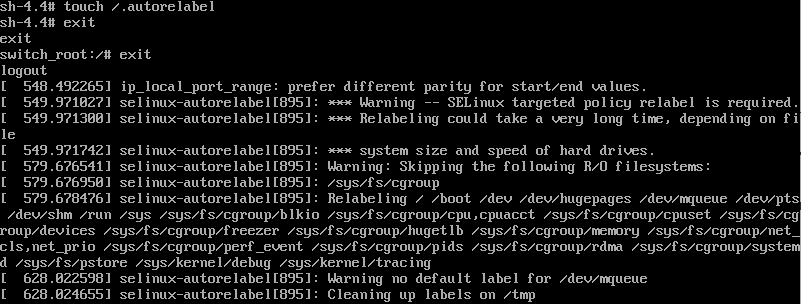 sh-4.4# touch /.autorelabel
sh-4.4# exit
exit
switch_root:/# exit
logout
[  548.492265] ip_local_port_range: prefer different parity for start/end values.
[  549.971027] selinux-autorelabel[895]: *** Warning -- SELinux targeted policy relabel is required.
[  549.971300] selinux-autorelabel[895]: *** Relabeling could take a very long time, depending on fi
le
[  549.971742] selinux-autorelabel[895]: *** system size and speed of hard drives.
[  579.676541] selinux-autorelabel[895]: Warning: Skipping the following R/O filesystems:
[  579.676950] selinux-autorelabel[895]: /sys/fs/cgroup
[  579.678476] selinux-autorelabel[895]: Relabeling / /boot /dev /dev/hugepages /dev/mqueue /dev/pts
 /dev/shm /run /sys /sys/fs/cgroup/blkio /sys/fs/cgroup/cpu,cpuacct /sys/fs/cgroup/cpuset /sys/fs/cg
roup/devices /sys/fs/cgroup/freezer /sys/fs/cgroup/hugetlb /sys/fs/cgroup/memory /sys/fs/cgroup/net_
cls,net_prio /sys/fs/cgroup/perf_event /sys/fs/cgroup/pids /sys/fs/cgroup/rdma /sys/fs/cgroup/system
d /sys/fs/pstore /sys/kernel/debug /sys/kernel/tracing
[  628.022598] selinux-autorelabel[895]: Warning no default label for /dev/mqueue
[  628.024655] selinux-autorelabel[895]: Cleaning up labels on /tmp